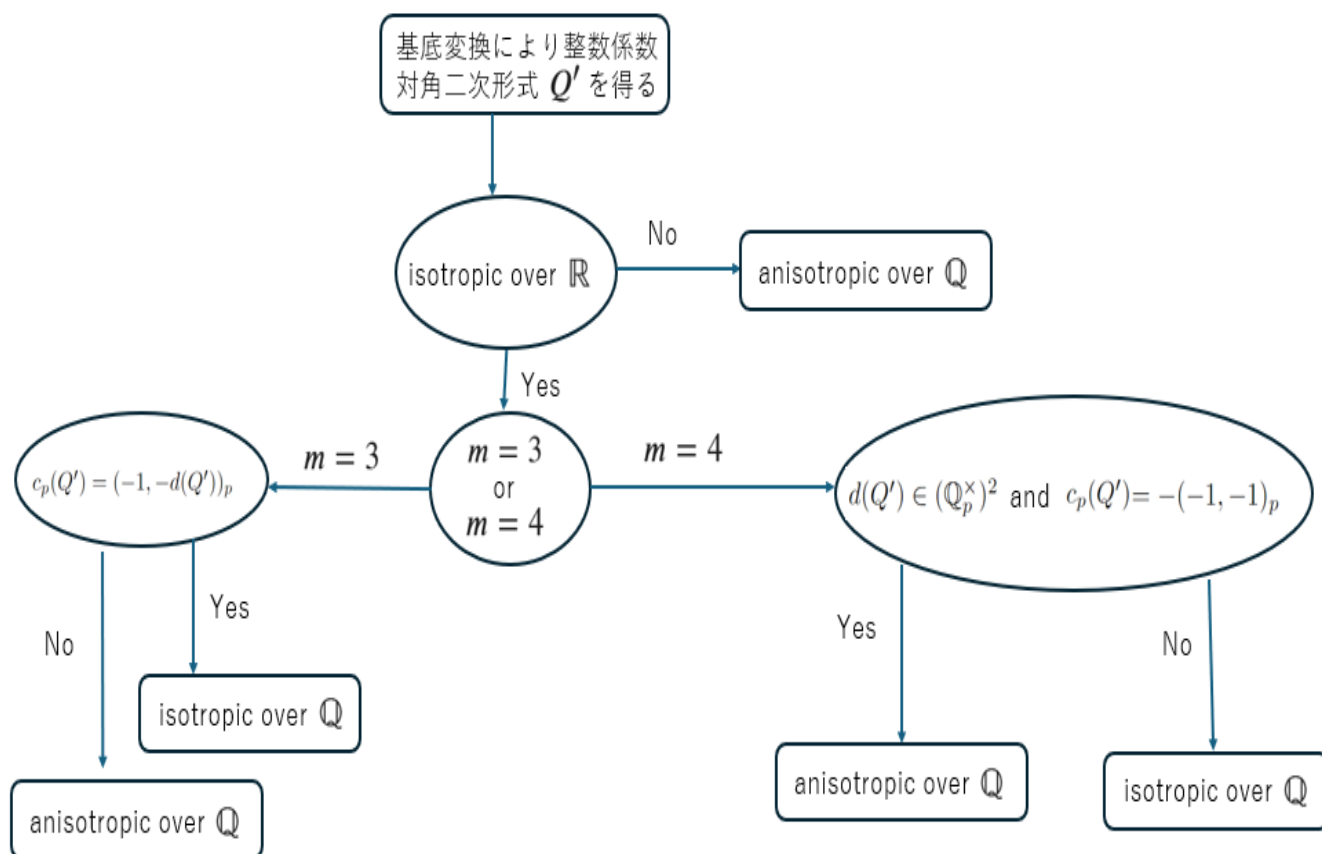 基底変換により整数係数
対角二次形式 Q′ を得る
isotropic over ℝ
No
anisotropic over ℚ
Yes
m = 3
or
m = 4
m = 3
c_p(Q′) = (−1, −d(Q′))_p
m = 4
d(Q′) ∈ (ℚ_p^×)^2 and c_p(Q′) = −(−1, −1)_p
No
Yes
isotropic over ℚ
anisotropic over ℚ
Yes
No
anisotropic over ℚ
isotropic over ℚ